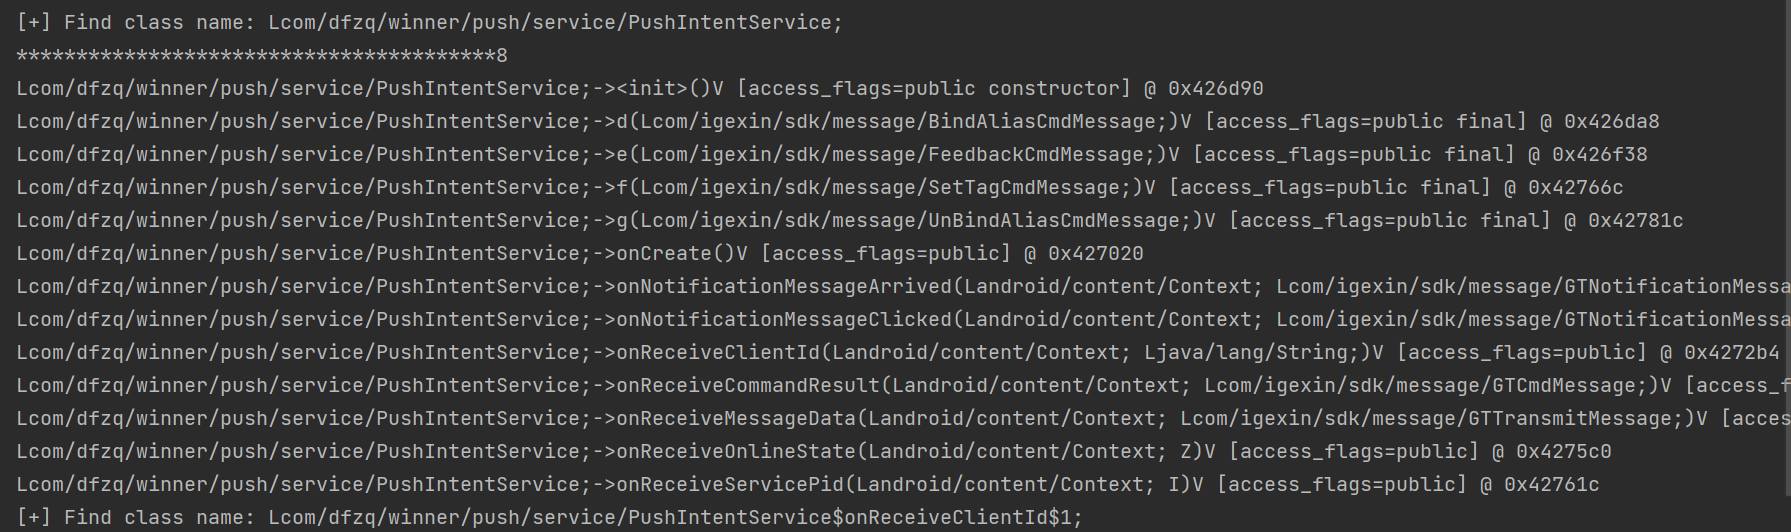 [+] Find class name: Lcom/dfzq/winner/push/service/PushIntentService;
****************************************8
Lcom/dfzq/winner/push/service/PushIntentService;-><init>()V [access_flags=public constructor] @ 0x426d90
Lcom/dfzq/winner/push/service/PushIntentService;->d(Lcom/igexin/sdk/message/BindAliasCmdMessage;)V [access_flags=public final] @ 0x426da8
Lcom/dfzq/winner/push/service/PushIntentService;->e(Lcom/igexin/sdk/message/FeedbackCmdMessage;)V [access_flags=public final] @ 0x426f38
Lcom/dfzq/winner/push/service/PushIntentService;->f(Lcom/igexin/sdk/message/SetTagCmdMessage;)V [access_flags=public final] @ 0x42766c
Lcom/dfzq/winner/push/service/PushIntentService;->g(Lcom/igexin/sdk/message/UnBindAliasCmdMessage;)V [access_flags=public final] @ 0x42781c
Lcom/dfzq/winner/push/service/PushIntentService;->onCreate()V [access_flags=public] @ 0x427020
Lcom/dfzq/winner/push/service/PushIntentService;->onNotificationMessageArrived(Landroid/content/Context; Lcom/igexin/sdk/message/GTNotificationMessa
Lcom/dfzq/winner/push/service/PushIntentService;->onNotificationMessageClicked(Landroid/content/Context; Lcom/igexin/sdk/message/GTNotificationMessa
Lcom/dfzq/winner/push/service/PushIntentService;->onReceiveClientId(Landroid/content/Context; Ljava/lang/String;)V [access_flags=public] @ 0x4272b4
Lcom/dfzq/winner/push/service/PushIntentService;->onReceiveCommandResult(Landroid/content/Context; Lcom/igexin/sdk/message/GTCmdMessage;)V [access_f
Lcom/dfzq/winner/push/service/PushIntentService;->onReceiveMessageData(Landroid/content/Context; Lcom/igexin/sdk/message/GTTransmitMessage;)V [acces
Lcom/dfzq/winner/push/service/PushIntentService;->onReceiveOnlineState(Landroid/content/Context; Z)V [access_flags=public] @ 0x4275c0
Lcom/dfzq/winner/push/service/PushIntentService;->onReceiveServicePid(Landroid/content/Context; I)V [access_flags=public] @ 0x42761c
[+] Find class name: Lcom/dfzq/winner/push/service/PushIntentService$onReceiveClientId$1;